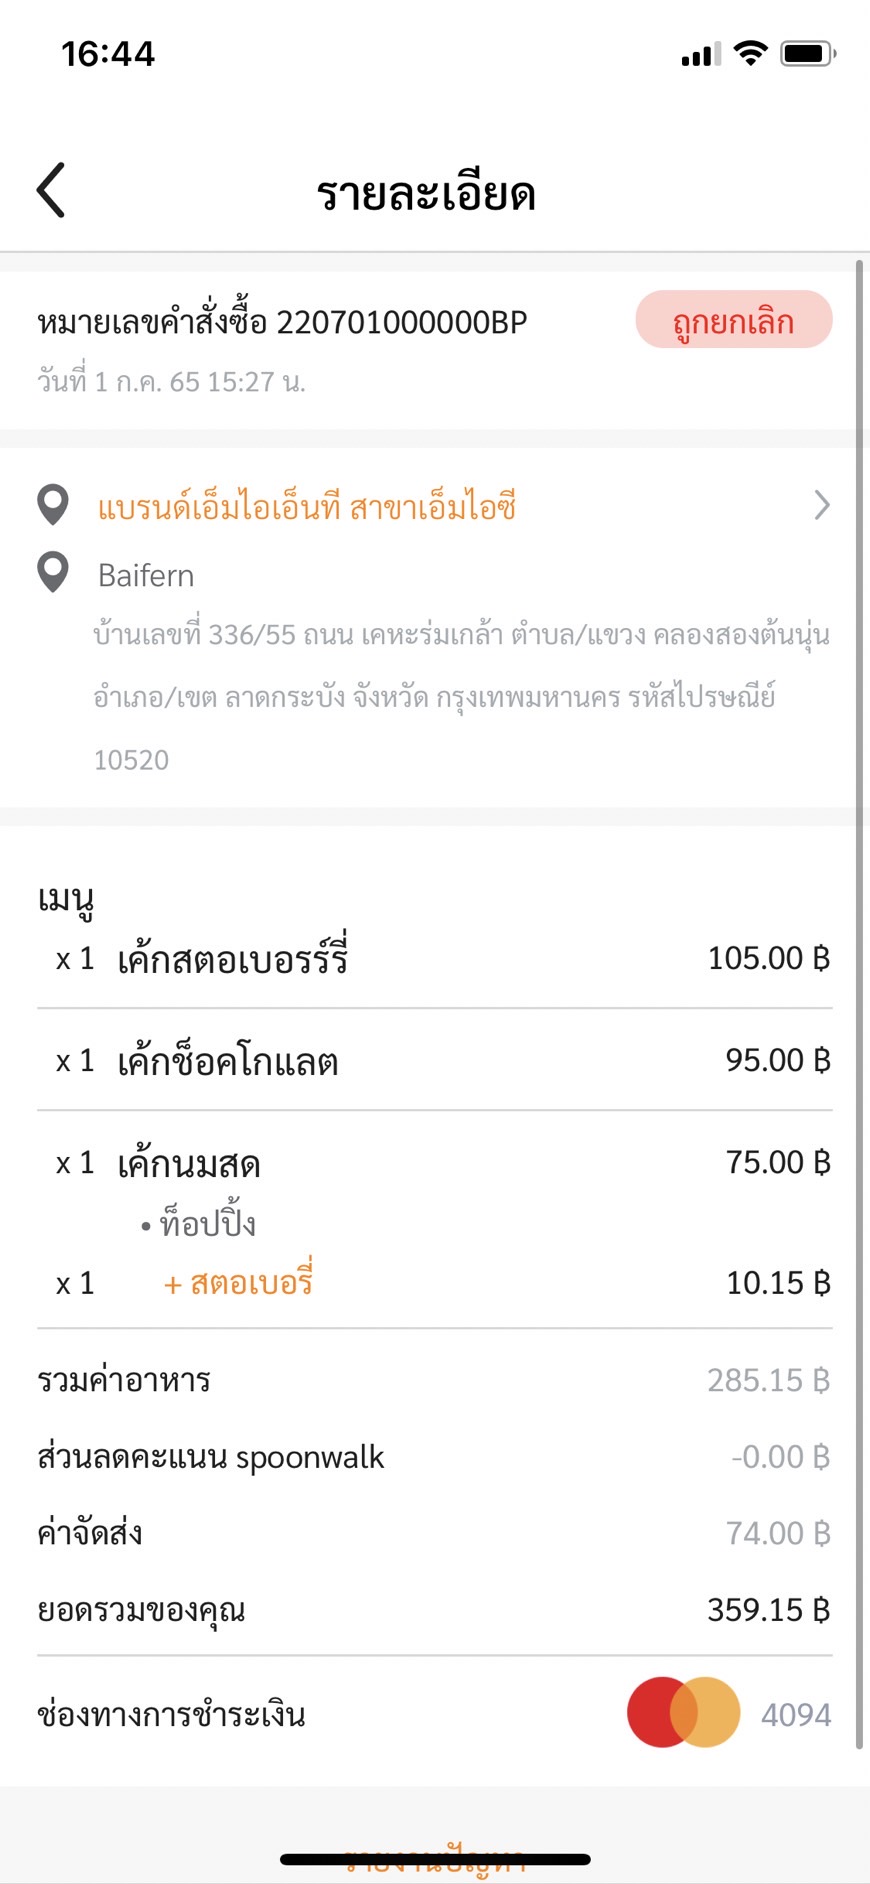 16:44
รายละเอียด
หมายเลขคำสั่งซื้อ 220701000000BP ถูกยกเลิก
วันที่ 1 ก.ค. 65 15:27 น.
แบรนด์เอ็มไอเอ็นที สาขาเอ็มไอซี
Baifern
บ้านเลขที่ 336/55 ถนน เคหะร่มเกล้า ตำบล/แขวง คลองสองต้นนุ่น
อำเภอ/เขต ลาดกระบัง จังหวัด กรุงเทพมหานคร รหัสไปรษณีย์
10520
เมนู
x 1 เค้กสตอเบอรร์รี่ 105.00 ฿
x 1 เค้กช็อคโกแลต 95.00 ฿
x 1 เค้กนมสด 75.00 ฿
• ท็อปปิ้ง
x 1 + สตอเบอรี่ 10.15 ฿
รวมค่าอาหาร 285.15 ฿
ส่วนลดคะแนน spoonwalk -0.00 ฿
ค่าจัดส่ง 74.00 ฿
ยอดรวมของคุณ 359.15 ฿
ช่องทางการชำระเงิน 4094
รายงานปัญหา